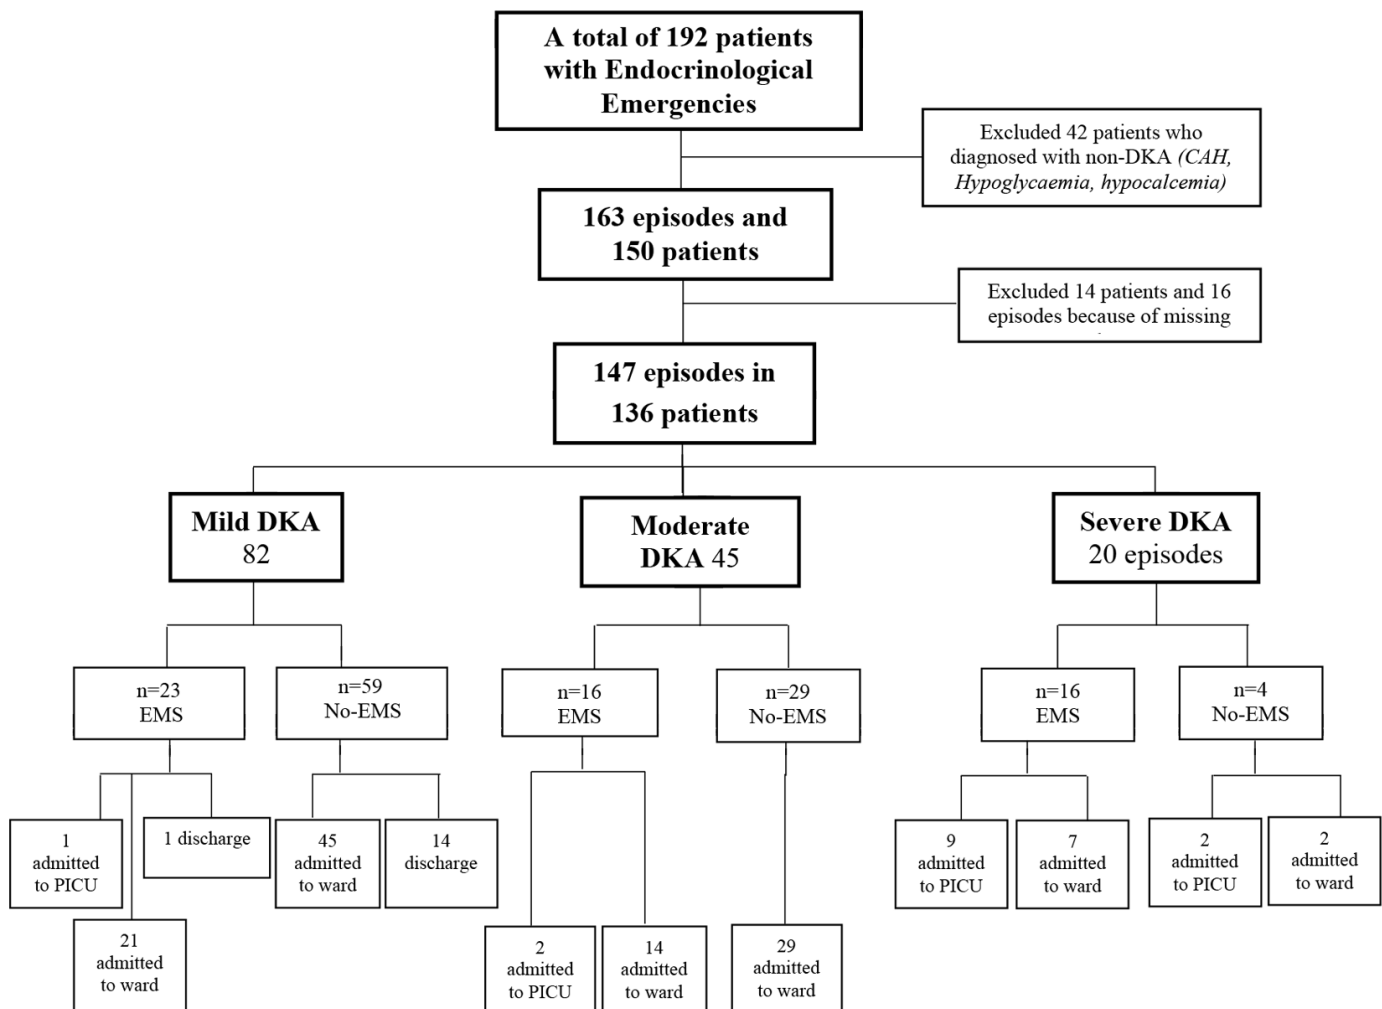 A total of 192 patients
with Endocrinological
Emergencies
Excluded 42 patients who
diagnosed with non-DKA (CAH,
Hypoglycaemia, hypocalcemia)
163 episodes and
150 patients
Excluded 14 patients and 16
episodes because of missing
147 episodes in
136 patients
Mild DKA
82
Moderate
DKA 45
Severe DKA
20 episodes
n=23
EMS
n=59
No-EMS
n=16
EMS
n=29
No-EMS
n=16
EMS
n=4
No-EMS
1
admitted
to PICU
21
admitted
to ward
1 discharge
45
admitted
to ward
14
discharge
2
admitted
to PICU
14
admitted
to ward
29
admitted
to ward
9
admitted
to PICU
7
admitted
to ward
2
admitted
to PICU
2
admitted
to ward